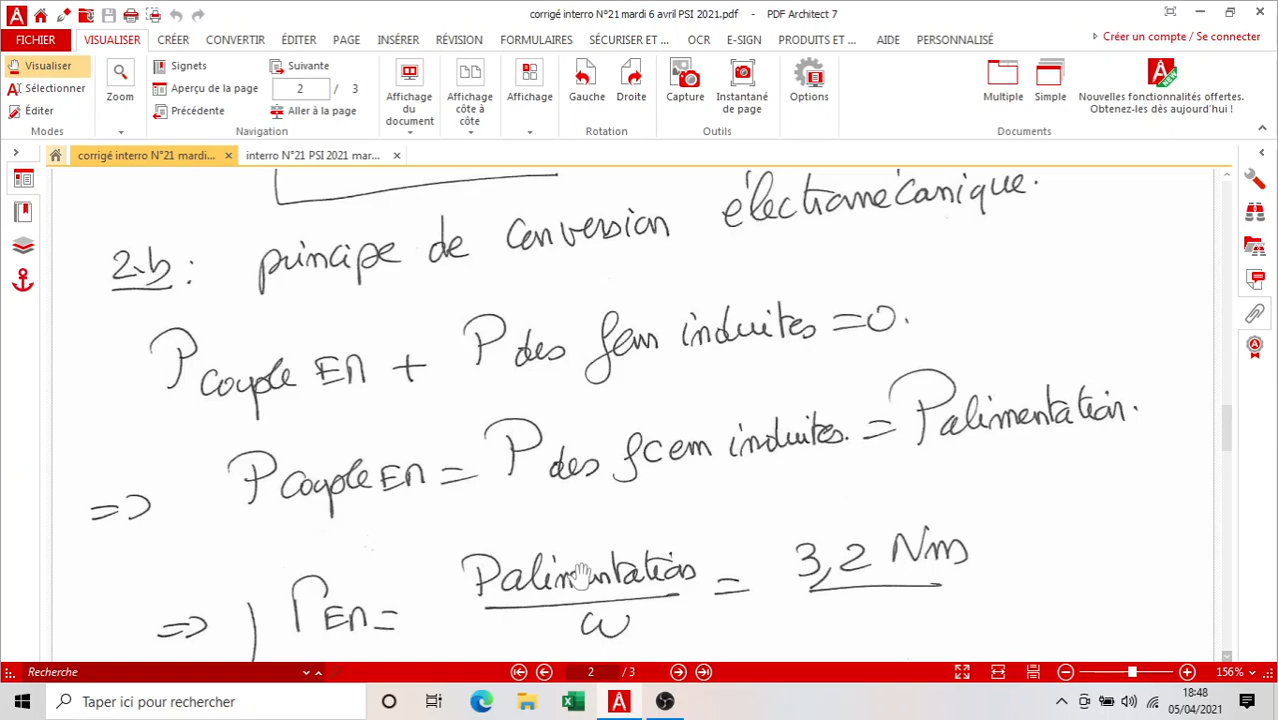 corrigé interro N°21 mardi 6 avril PSI 2021.pdf - PDF Architect 7
FICHIER VISUALISER CRÉER CONVERTIR ÉDITER PAGE INSÉRER RÉVISION FORMULAIRES SÉCURISER ET ... OCR E-SIGN PRODUITS ET ... AIDE PERSONNALISÉ Créer un compte / Se connecter
Visualiser
Sélectionner
Éditer
Modes
Zoom
Signets
Aperçu de la page
Précédente
Suivante
2 / 3
Aller à la page
Navigation
Affichage du document
Affichage côte à côte
Affichage
Gauche
Droite
Rotation
Capture
Instantané de page
Outils
Options
Multiple
Simple
Nouvelles fonctionnalités offertes.
Obtenez-les dès aujourd'hui !
Documents
corrigé interro N°21 mardi... interro N°21 PSI 2021 mar...
2.b : principe de conversion électromécanique.
P couple EM + P des fem induites = 0.
=> P couple EM = P des fcem induites. = P alimentation.
=> Γ EM = Palimentation / ω = 3,2 Nm
Recherche 2 / 3 156 %
Taper ici pour rechercher
18:48
05/04/2021